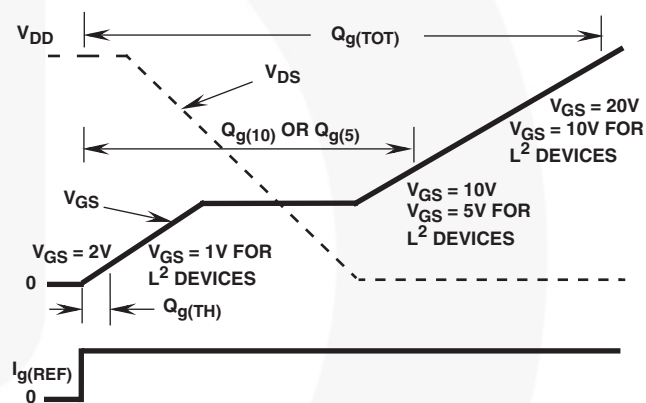 V_DD
Q_g(TOT)
V_DS
V_GS = 20V
V_GS = 10V FOR
L² DEVICES
Q_g(10) OR Q_g(5)
V_GS
V_GS = 10V
V_GS = 5V FOR
L² DEVICES
V_GS = 2V
V_GS = 1V FOR
L² DEVICES
0
Q_g(TH)
I_g(REF)
0